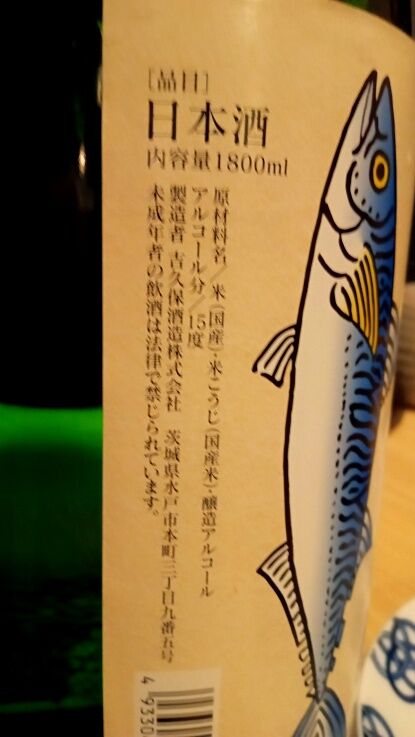 [品目]
日本酒
内容量1800ml
原材料名／米(国産)・米こうじ(国産米)・醸造アルコール
アルコール分／15度
製造者 吉久保酒造株式会社 茨城県水戸市本町三丁目九番五号
未成年者の飲酒は法律で禁じられています。
4 9330